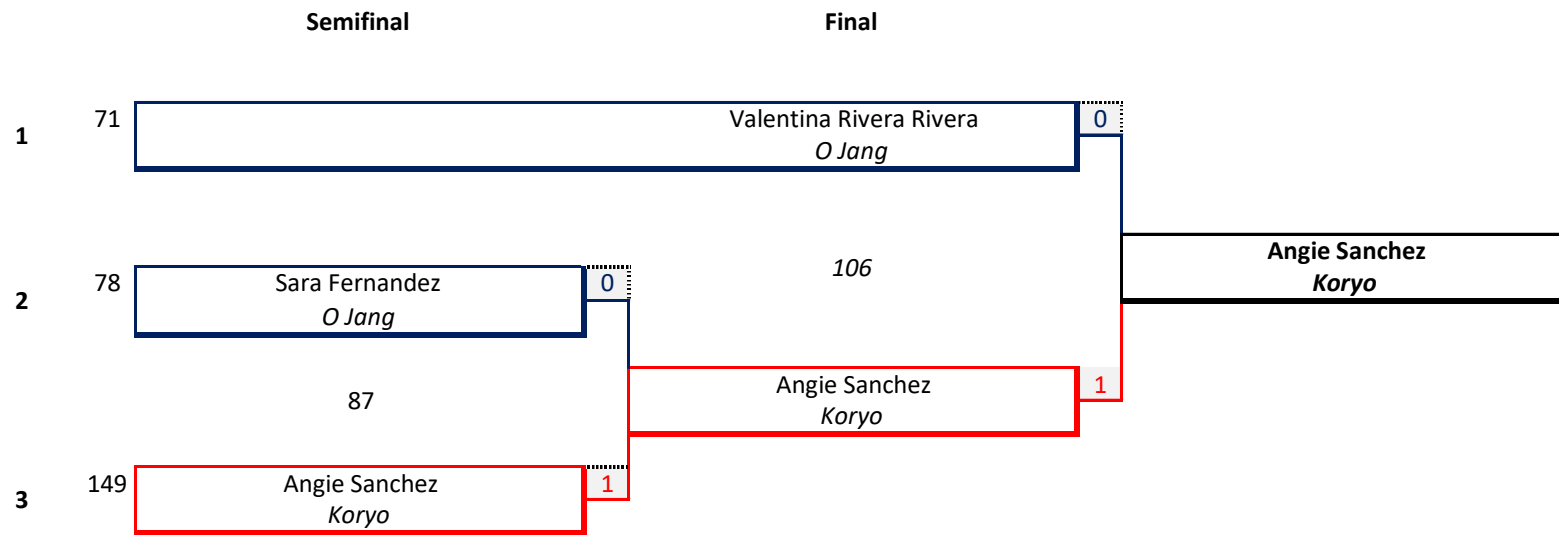 Semifinal
Final
1
71
Valentina Rivera Rivera
O Jang
0
2
78
Sara Fernandez
O Jang
0
106
Angie Sanchez
Koryo
87
Angie Sanchez
Koryo
1
3
149
Angie Sanchez
Koryo
1